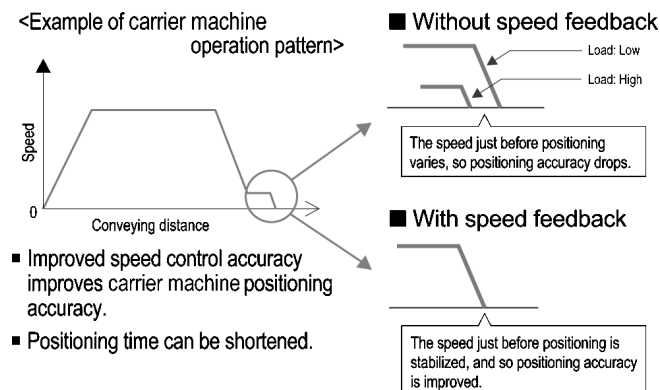 <Example of carrier machine
operation pattern>
Speed
0
Conveying distance
■ Improved speed control accuracy
improves carrier machine positioning
accuracy.
■ Positioning time can be shortened.
■ Without speed feedback
Load: Low
Load: High
The speed just before positioning
varies, so positioning accuracy drops.
■ With speed feedback
The speed just before positioning is
stabilized, and so positioning accuracy
is improved.